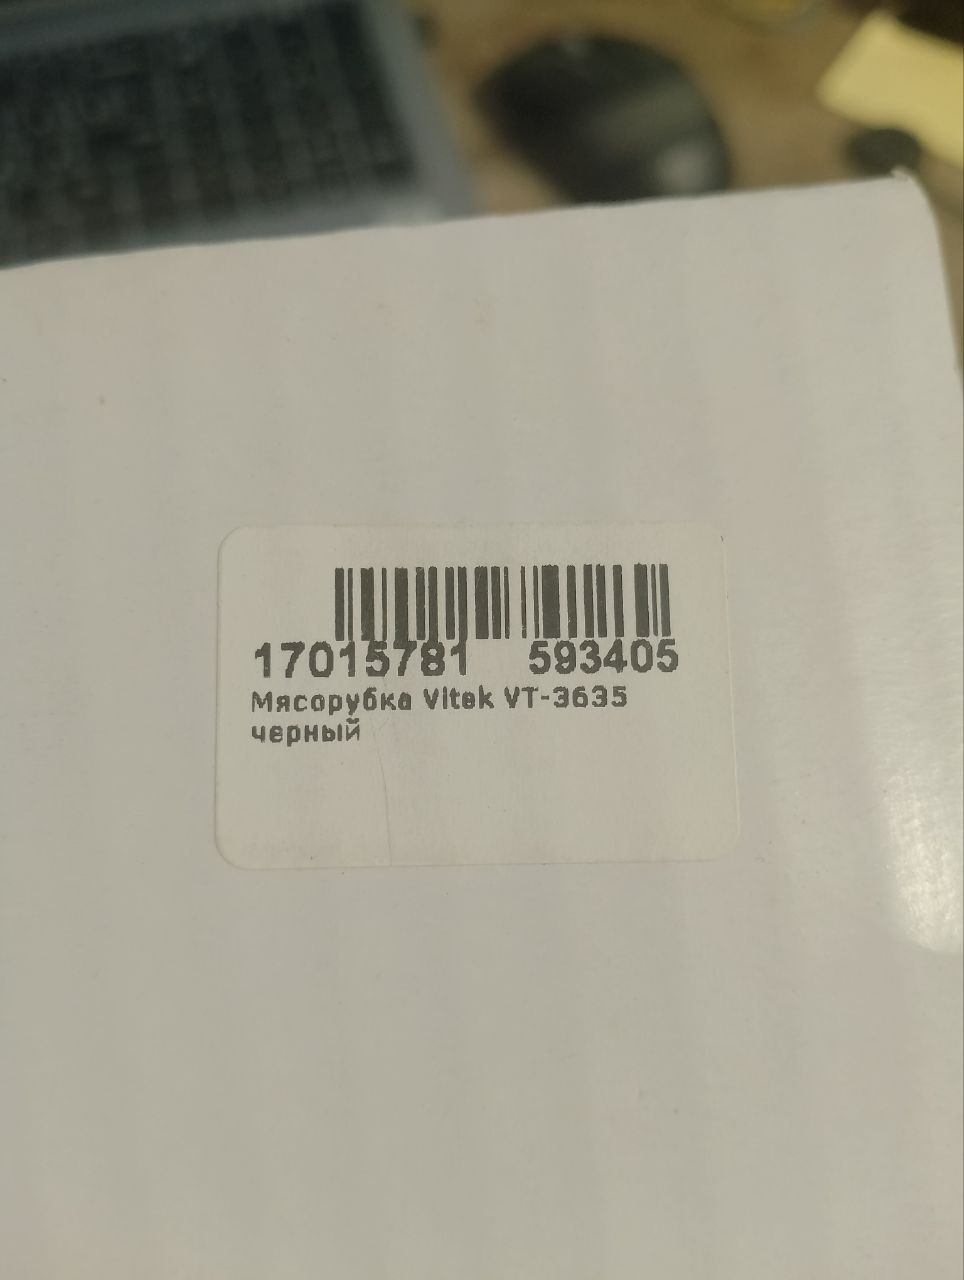 17015781 593405
Мясорубка Vitek VT-3635
черный